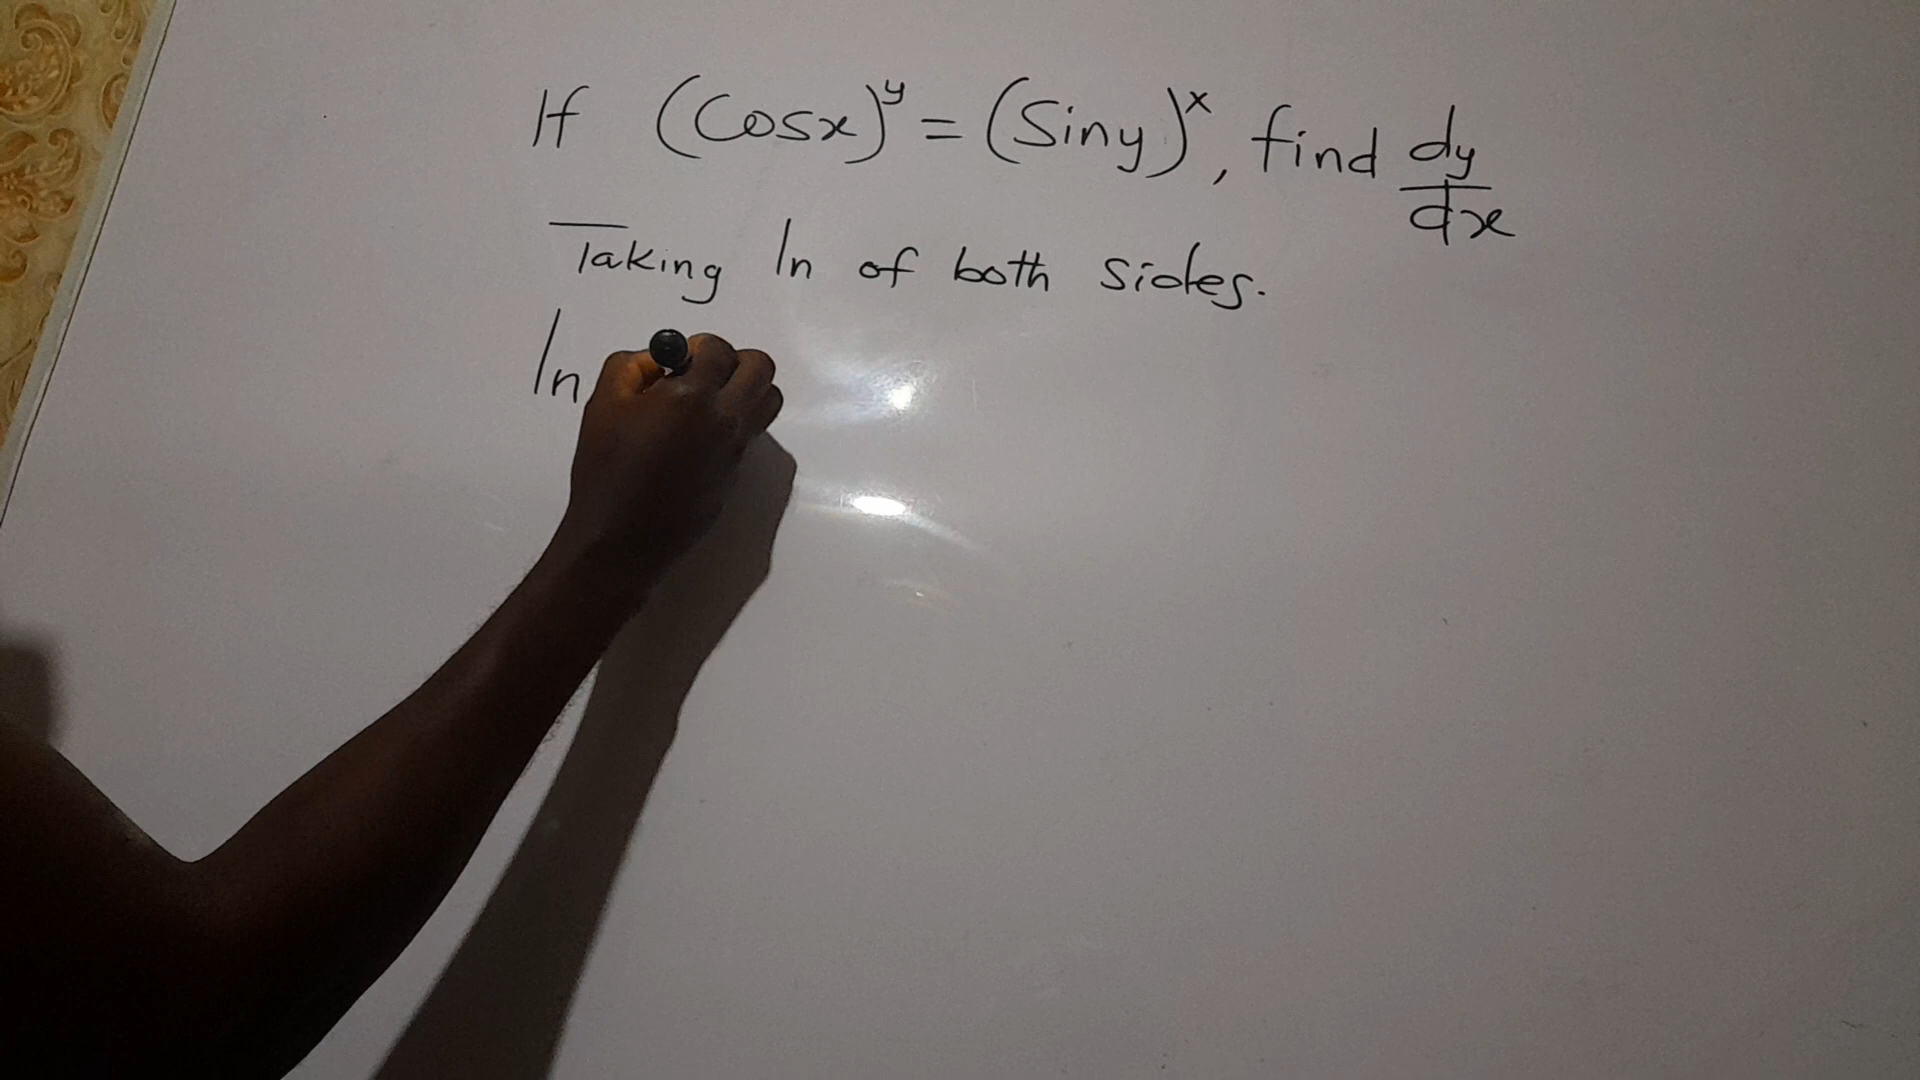 If (Cosx)^y = (Siny)^x, find dy/dx
Taking ln of both sides.
ln